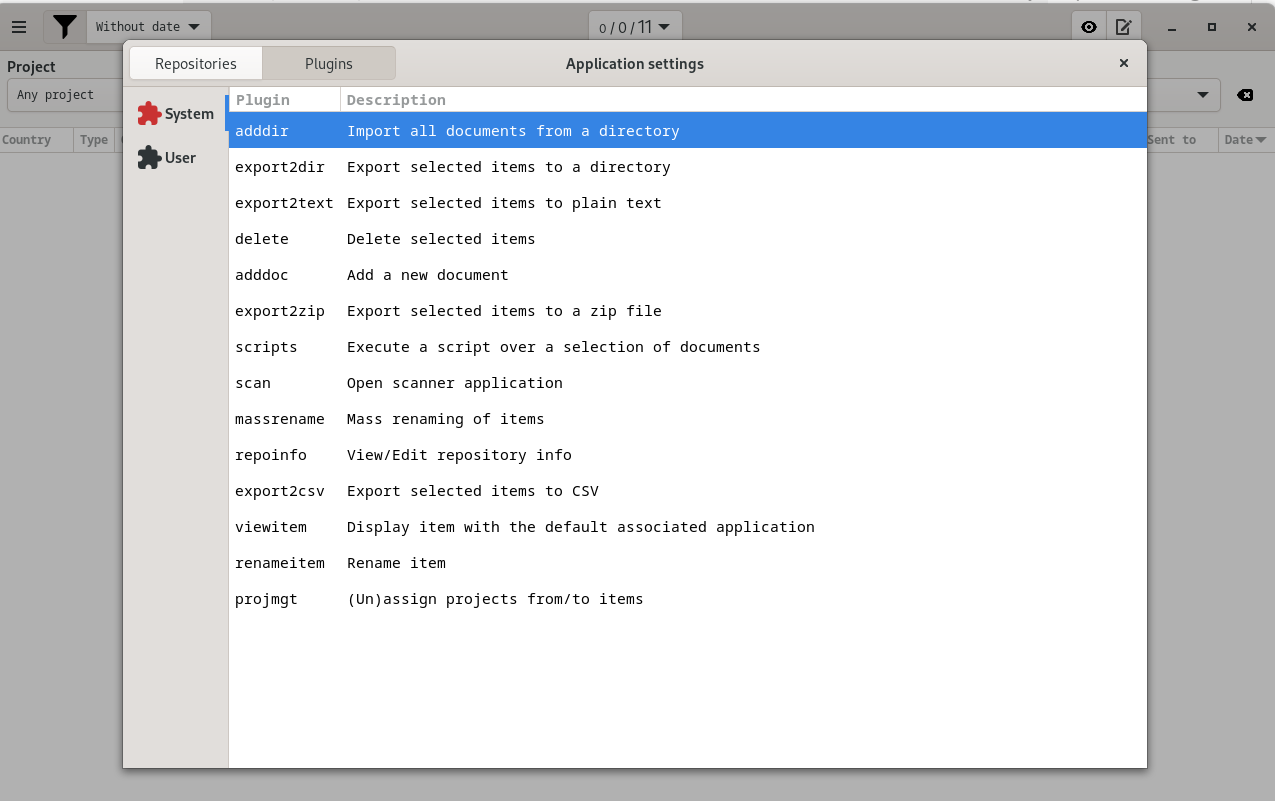 Without date
0 / 0 / 11
Repositories Plugins Application settings
Project
Any project
System
User
Country Type
Sent to Date
Plugin Description
adddir Import all documents from a directory
export2dir Export selected items to a directory
export2text Export selected items to plain text
delete Delete selected items
adddoc Add a new document
export2zip Export selected items to a zip file
scripts Execute a script over a selection of documents
scan Open scanner application
massrename Mass renaming of items
repoinfo View/Edit repository info
export2csv Export selected items to CSV
viewitem Display item with the default associated application
renameitem Rename item
projmgt (Un)assign projects from/to items